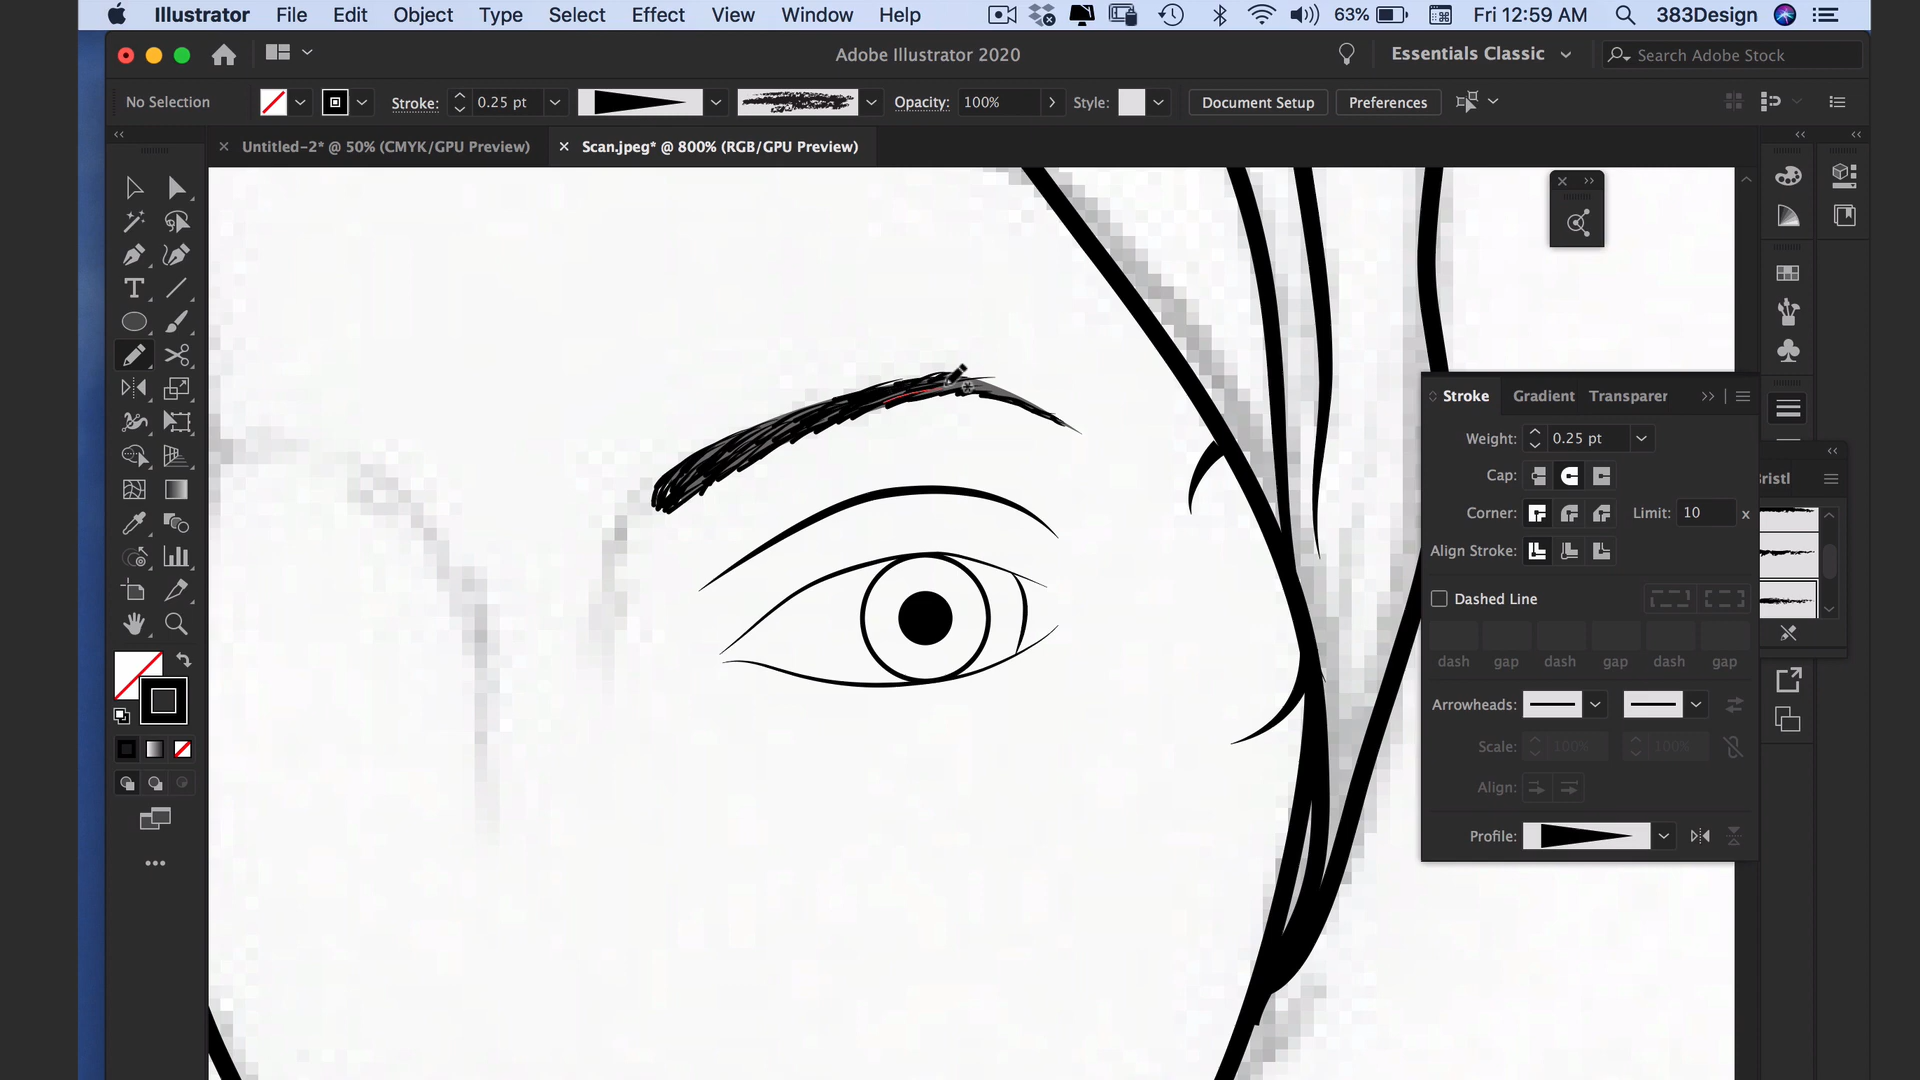 Illustrator File Edit Object Type Select Effect View Window Help 63% Fri 12:59 AM 383Design
Adobe Illustrator 2020 Essentials Classic Search Adobe Stock
No Selection Stroke: 0.25 pt Opacity: 100% Style: Document Setup Preferences
Untitled-2* @ 50% (CMYK/GPU Preview) Scan.jpeg* @ 800% (RGB/GPU Preview)
Stroke Gradient Transparer
Weight: 0.25 pt
Cap:
Bristl
Corner: Limit: 10 x
Align Stroke:
Dashed Line
dash gap dash gap dash gap
Arrowheads:
Scale: 100% 100%
Align:
Profile: